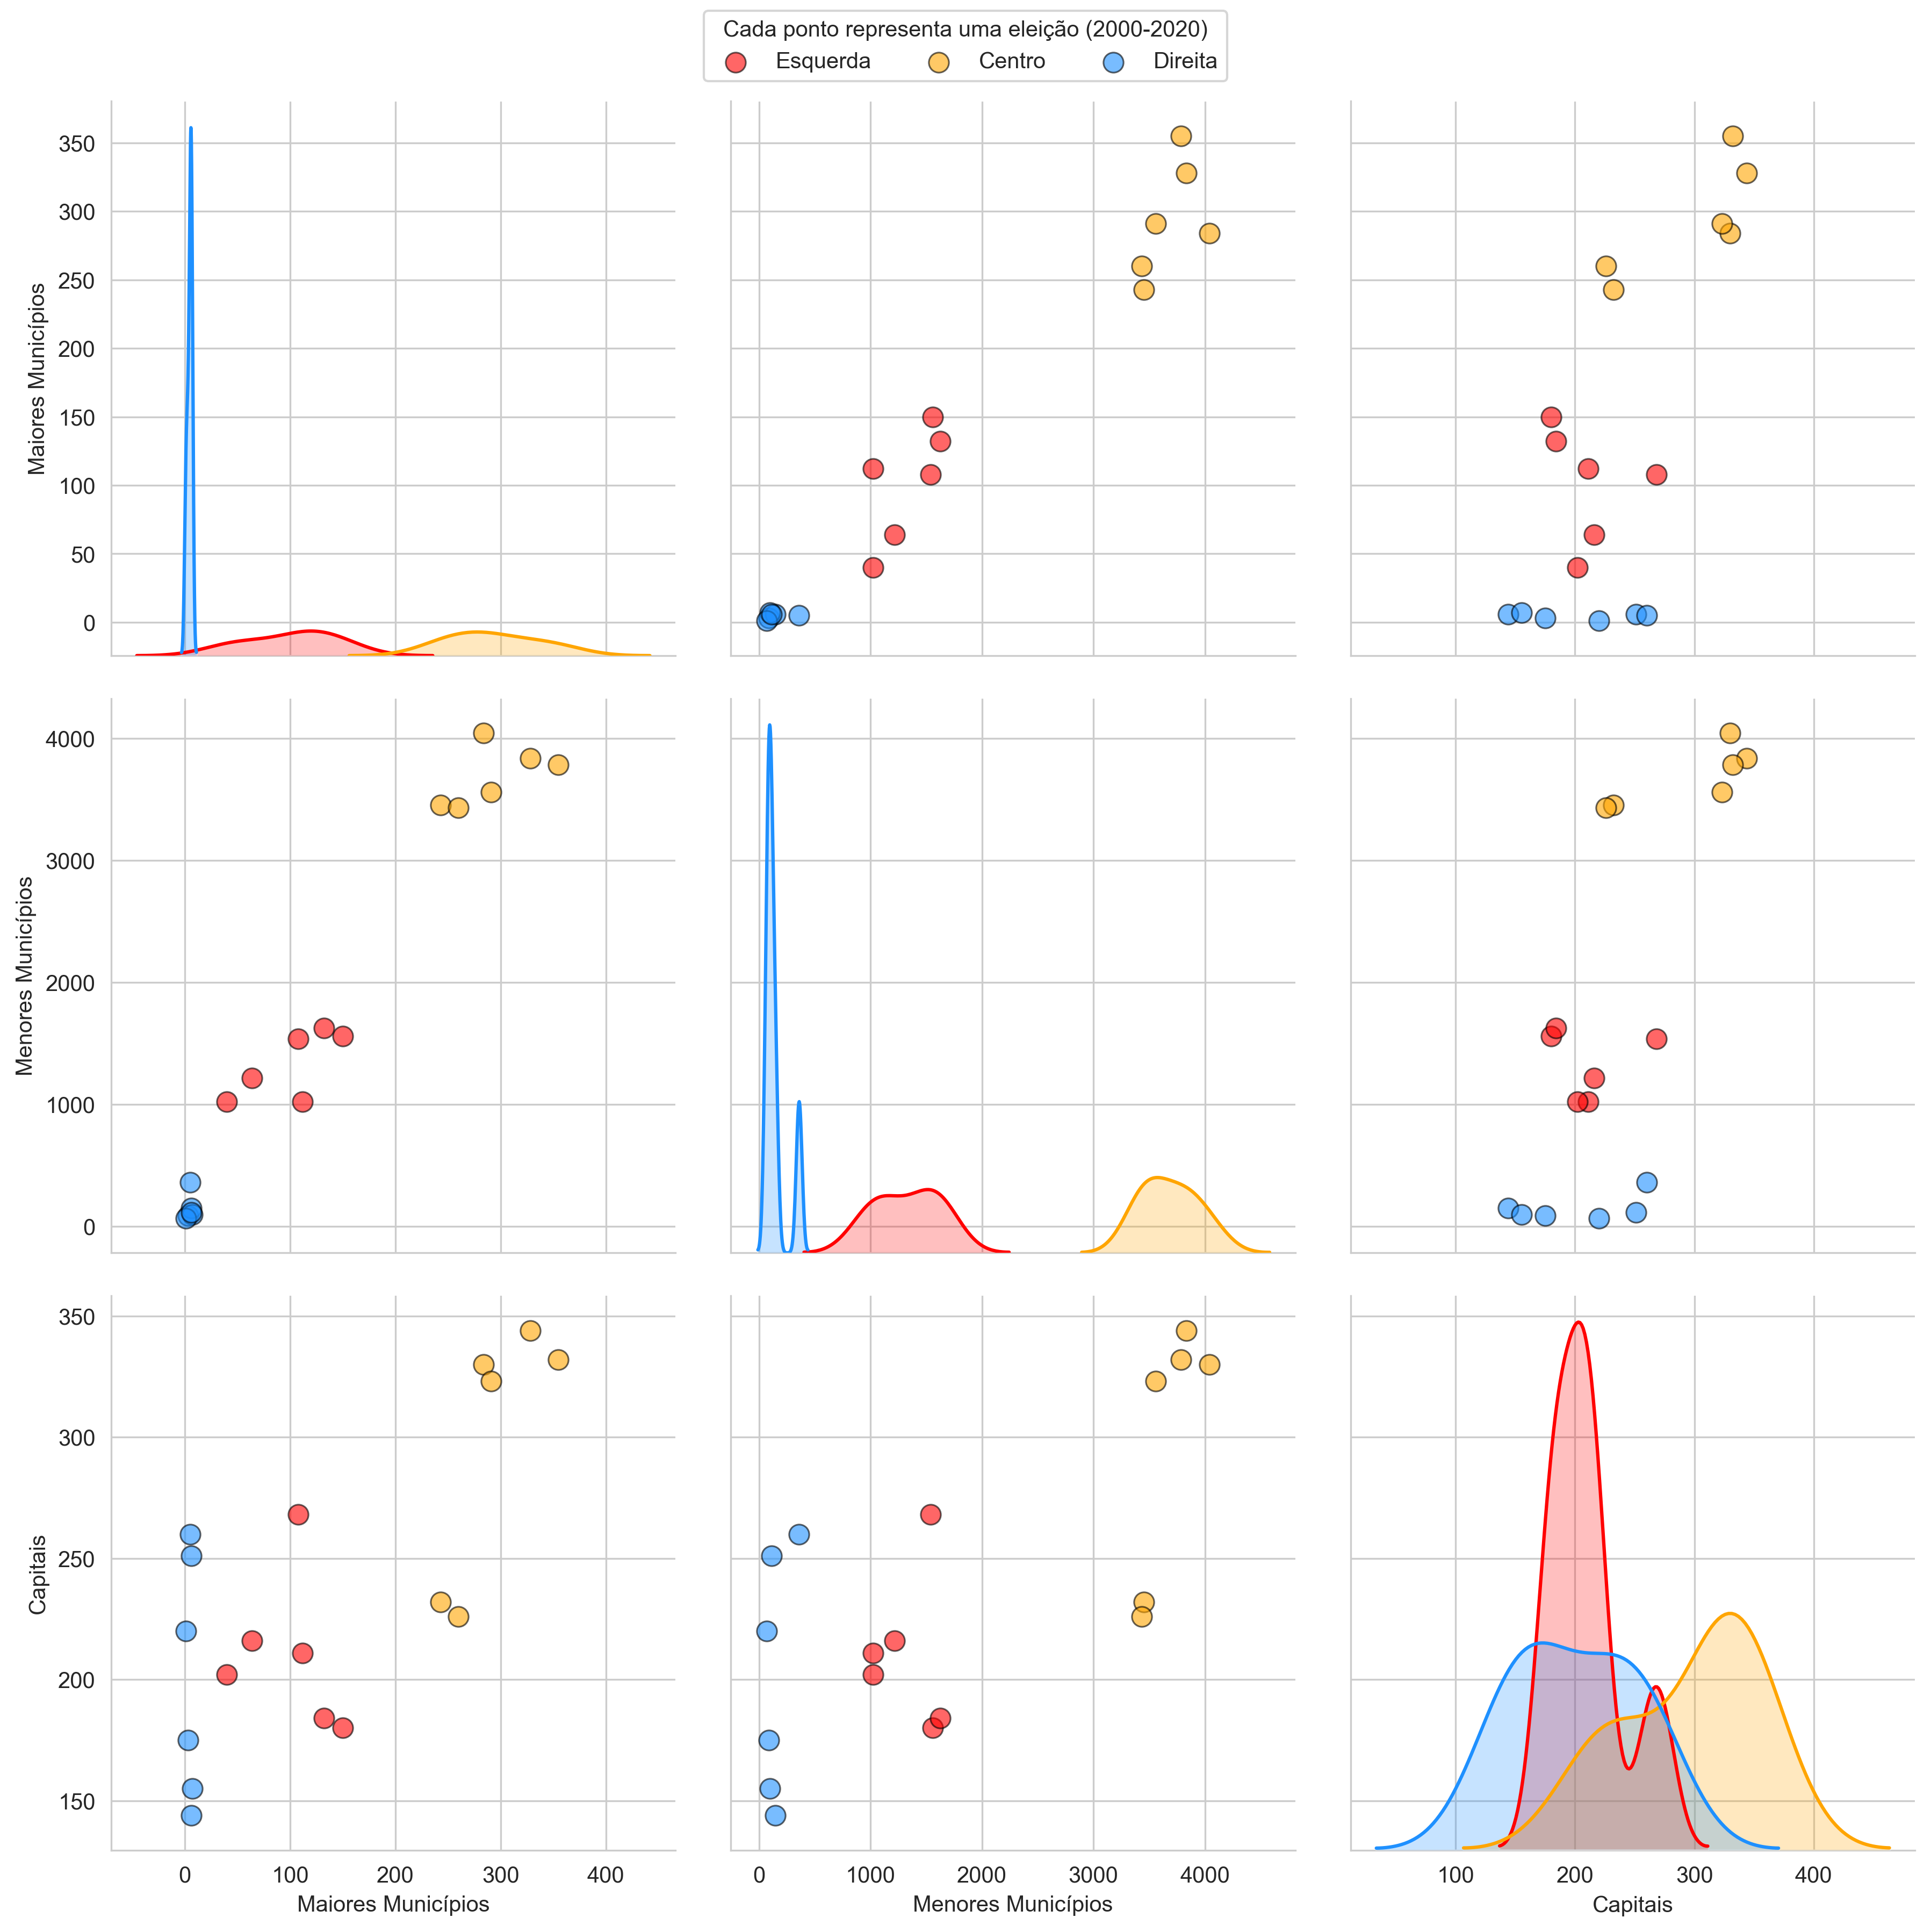 Cada ponto representa uma eleição (2000-2020)
Esquerda Centro Direita
350
300
250
200
150
100
50
0
Maiores Municípios
4000
3000
2000
1000
0
Menores Municípios
350
300
250
200
150
Capitais
0 100 200 300 400
Maiores Municípios
0 1000 2000 3000 4000
Menores Municípios
100 200 300 400
Capitais